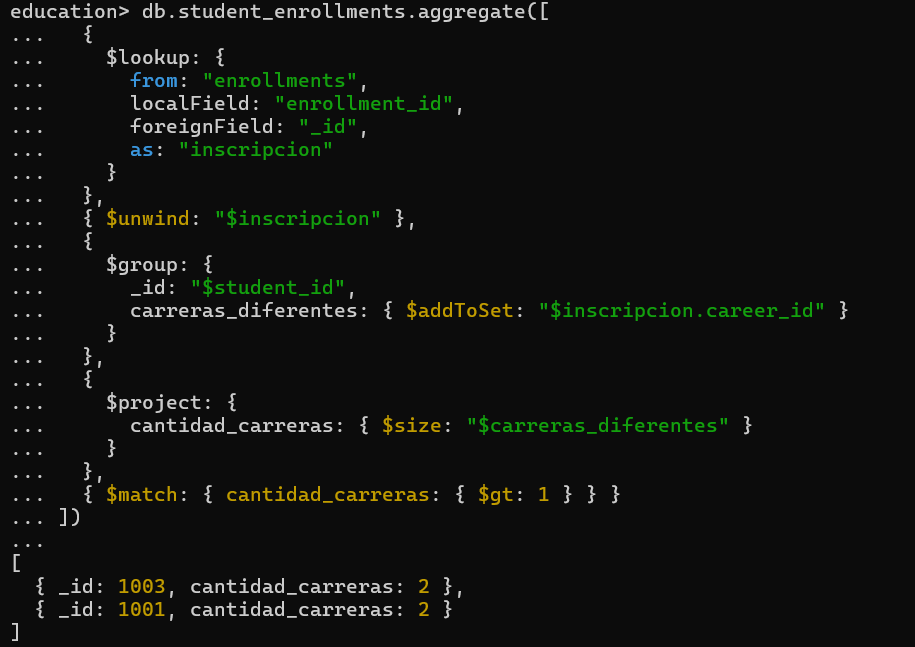 education> db.student_enrollments.aggregate([
...   {
...     $lookup: {
...       from: "enrollments",
...       localField: "enrollment_id",
...       foreignField: "_id",
...       as: "inscripcion"
...     }
...   },
...   { $unwind: "$inscripcion" },
...   {
...     $group: {
...       _id: "$student_id",
...       carreras_diferentes: { $addToSet: "$inscripcion.career_id" }
...     }
...   },
...   {
...     $project: {
...       cantidad_carreras: { $size: "$carreras_diferentes" }
...     }
...   },
...   { $match: { cantidad_carreras: { $gt: 1 } } }
... ])
...
[
  { _id: 1003, cantidad_carreras: 2 },
  { _id: 1001, cantidad_carreras: 2 }
]